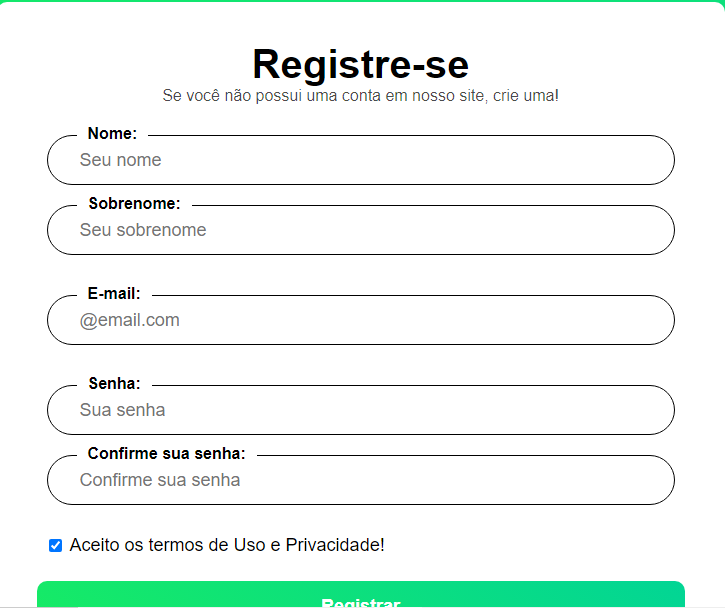 Registre-se
Se você não possui uma conta em nosso site, crie uma!
Nome:
Seu nome
Sobrenome:
Seu sobrenome
E-mail:
@email.com
Senha:
Sua senha
Confirme sua senha:
Confirme sua senha
Aceito os termos de Uso e Privacidade!
Registrar